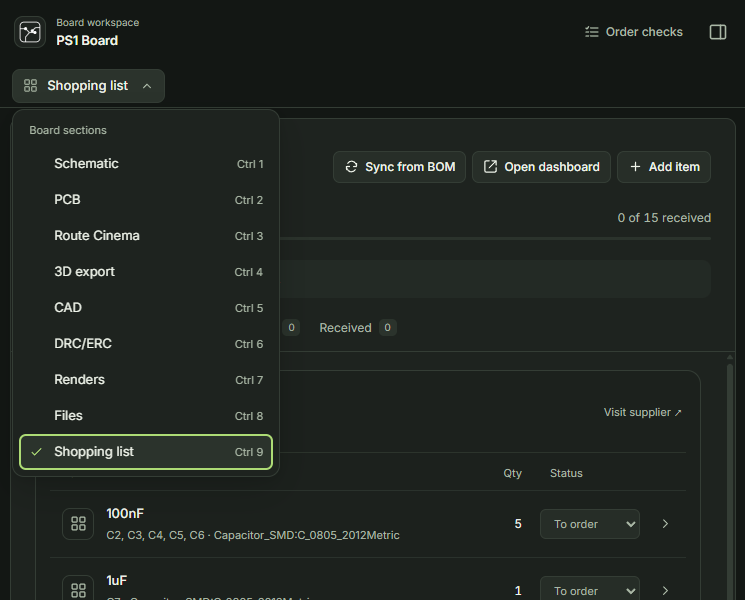 Board workspace
PS1 Board
Order checks
Shopping list
Board sections
Schematic Ctrl 1
PCB Ctrl 2
Route Cinema Ctrl 3
3D export Ctrl 4
CAD Ctrl 5
DRC/ERC Ctrl 6
Renders Ctrl 7
Files Ctrl 8
Shopping list Ctrl 9
Sync from BOM Open dashboard + Add item
0 of 15 received
0 Received 0
Visit supplier ↗
Qty Status
100nF
C2, C3, C4, C5, C6 · Capacitor_SMD:C_0805_2012Metric
5 To order
1uF
1 To order